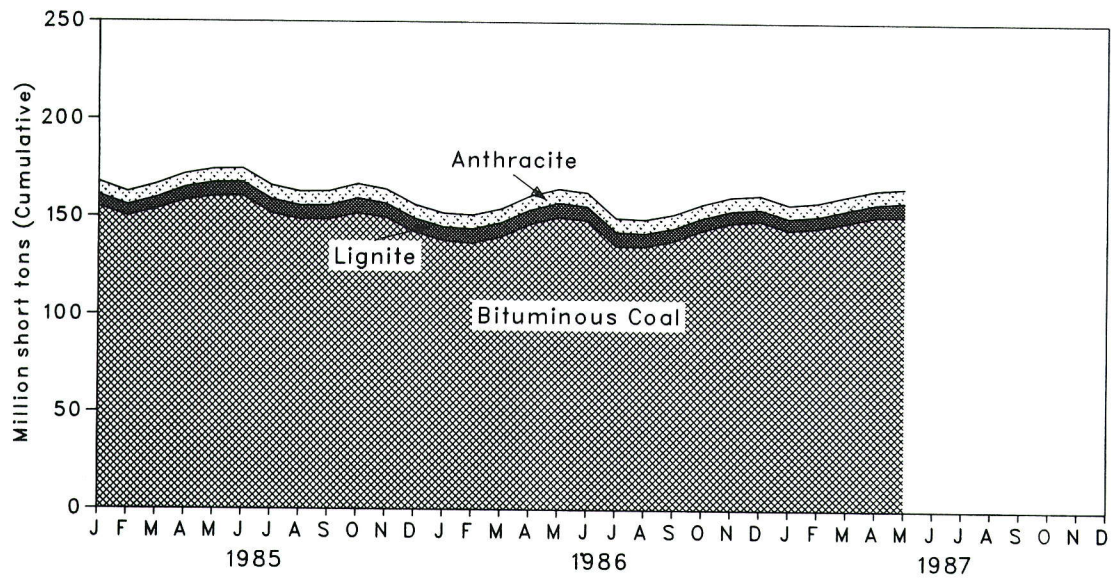 250
200
150
100
50
0
Million short tons (Cumulative)
Anthracite
Lignite
Bituminous Coal
J F M A M J J A S O N D J F M A M J J A S O N D J F M A M J J A S O N D
1985 1986 1987